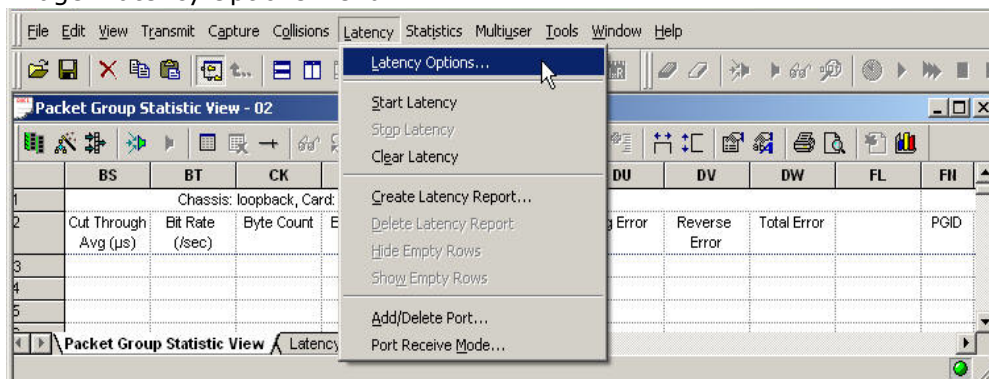 File Edit View Transmit Capture Collisions Latency Statistics Multiuser Tools Window Help
Latency Options...
Start Latency
Stop Latency
Clear Latency
Create Latency Report...
Delete Latency Report
Hide Empty Rows
Show Empty Rows
Add/Delete Port...
Port Receive Mode...
Packet Group Statistic View - 02
BS BT CK DU DV DW FL FN
1 Chassis: loopback, Card:
2 Cut Through Avg (µs) Bit Rate (/sec) Byte Count Error Reverse Error Total Error PGID
3
4
5
Packet Group Statistic View Latency